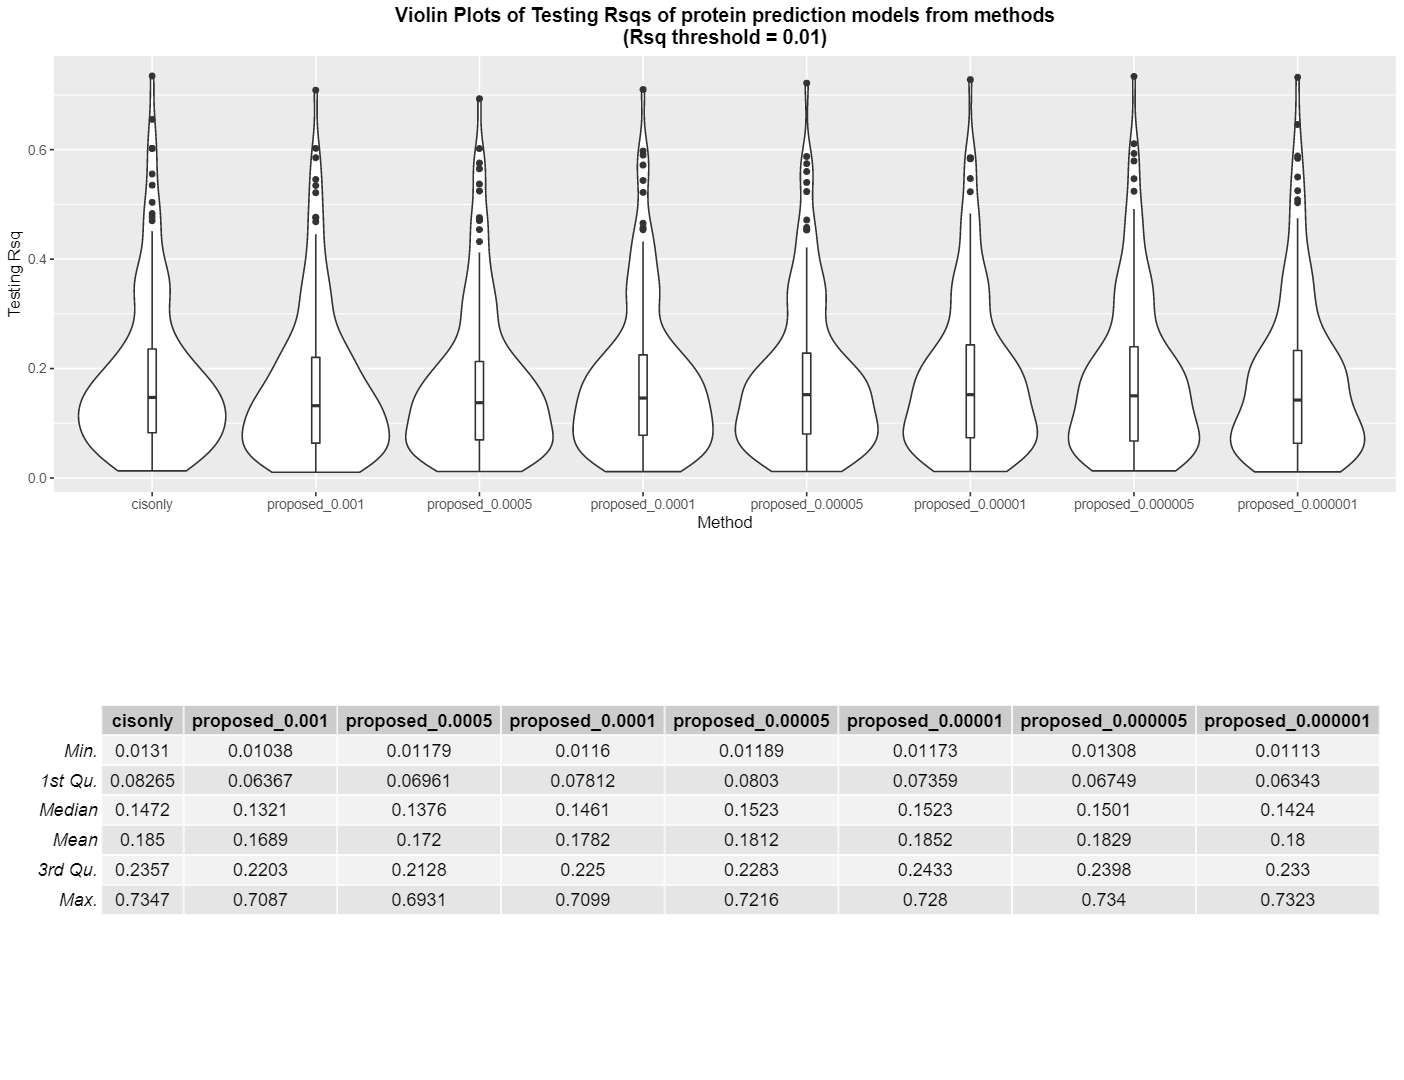 Violin Plots of Testing Rsqs of protein prediction models from methods
(Rsq threshold = 0.01)
Testing Rsq
0.6
0.4
0.2
0.0
cisonly proposed_0.001 proposed_0.0005 proposed_0.0001 proposed_0.00005 proposed_0.00001 proposed_0.000005 proposed_0.000001
Method
cisonly proposed_0.001 proposed_0.0005 proposed_0.0001 proposed_0.00005 proposed_0.00001 proposed_0.000005 proposed_0.000001
Min. 0.0131 0.01038 0.01179 0.0116 0.01189 0.01173 0.01308 0.01113
1st Qu. 0.08265 0.06367 0.06961 0.07812 0.0803 0.07359 0.06749 0.06343
Median 0.1472 0.1321 0.1376 0.1461 0.1523 0.1523 0.1501 0.1424
Mean 0.185 0.1689 0.172 0.1782 0.1812 0.1852 0.1829 0.18
3rd Qu. 0.2357 0.2203 0.2128 0.225 0.2283 0.2433 0.2398 0.233
Max. 0.7347 0.7087 0.6931 0.7099 0.7216 0.728 0.734 0.7323